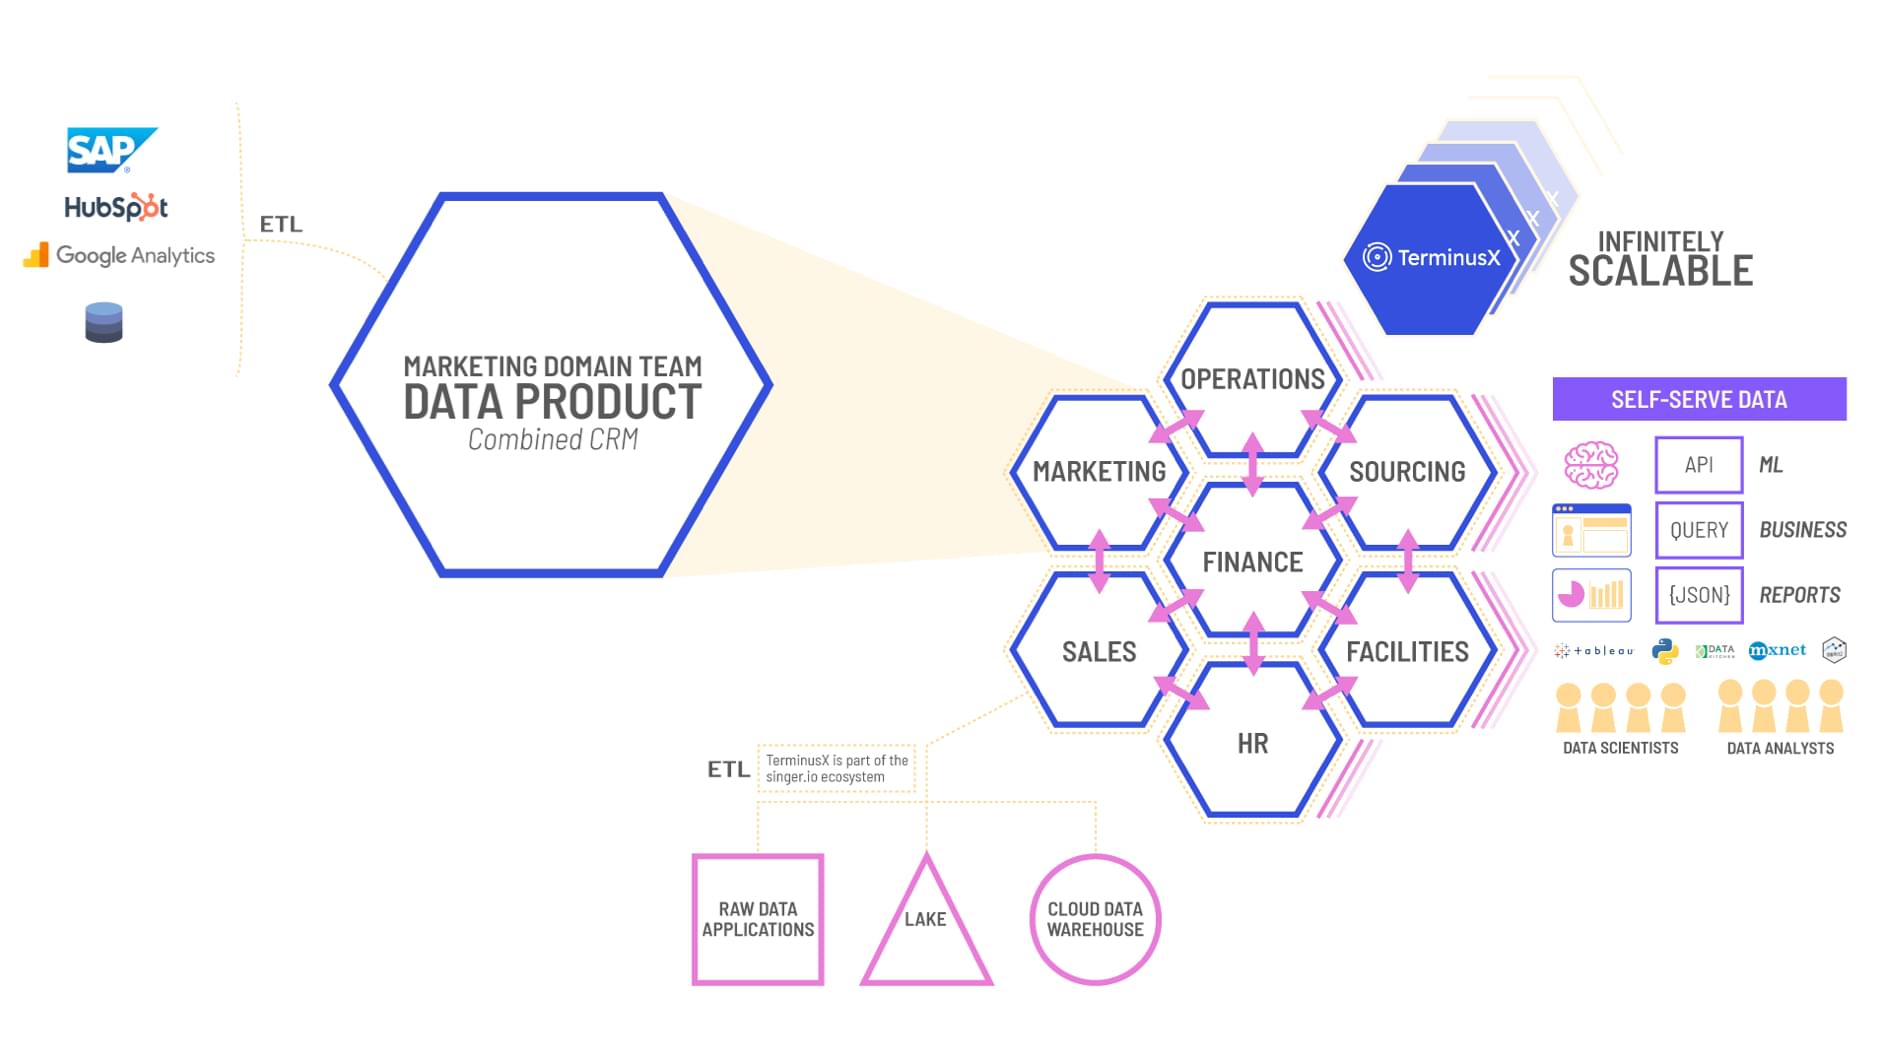 SAP
HubSpot
Google Analytics
ETL
MARKETING DOMAIN TEAM
DATA PRODUCT
Combined CRM
TerminusX
X
X
X
INFINITELY
SCALABLE
OPERATIONS
MARKETING
SOURCING
FINANCE
SALES
FACILITIES
HR
SELF-SERVE DATA
API
ML
QUERY
BUSINESS
{JSON}
REPORTS
+ableau
DATA
KITCHEN
mxnet
DATA SCIENTISTS
DATA ANALYSTS
ETL
TerminusX is part of the
singer.io ecosystem
RAW DATA
APPLICATIONS
LAKE
CLOUD DATA
WAREHOUSE